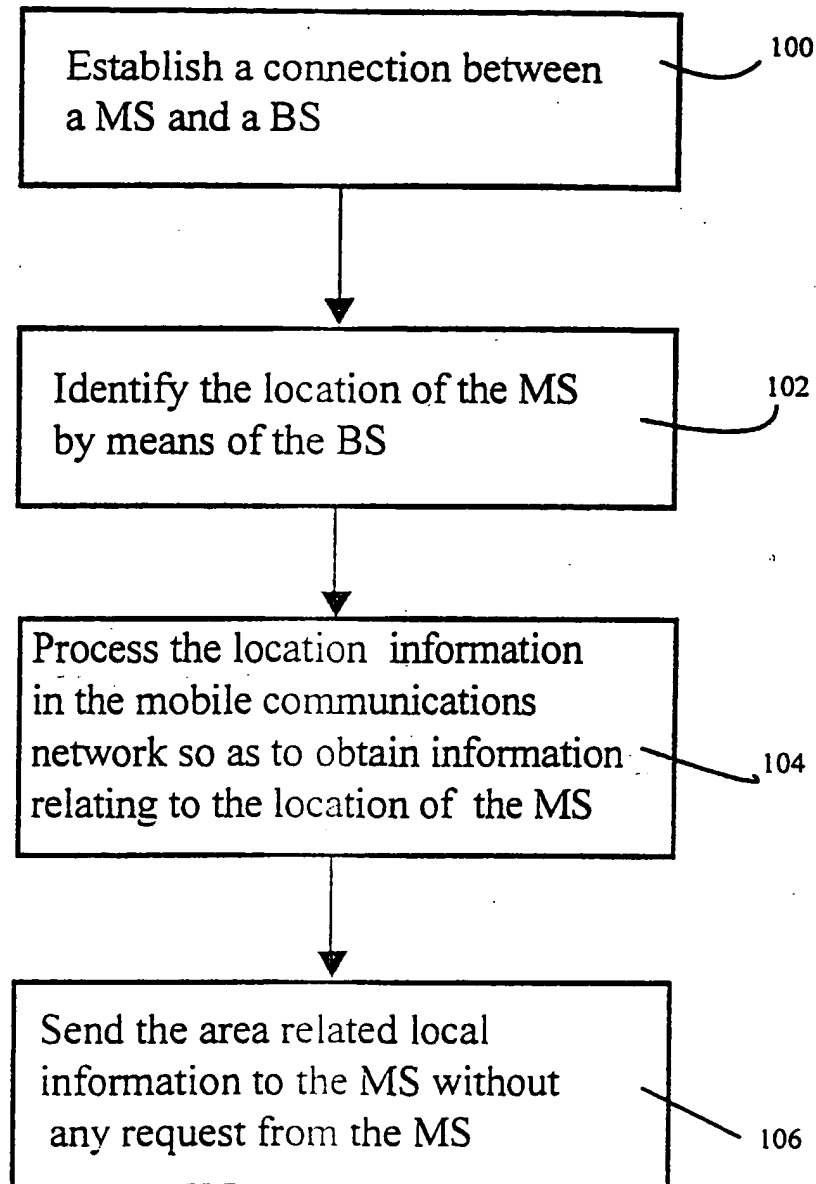 Establish a connection between
a MS and a BS
100
Identify the location of the MS
by means of the BS
102
Process the location information
in the mobile communications
network so as to obtain information
relating to the location of the MS
104
Send the area related local
information to the MS without
any request from the MS
106